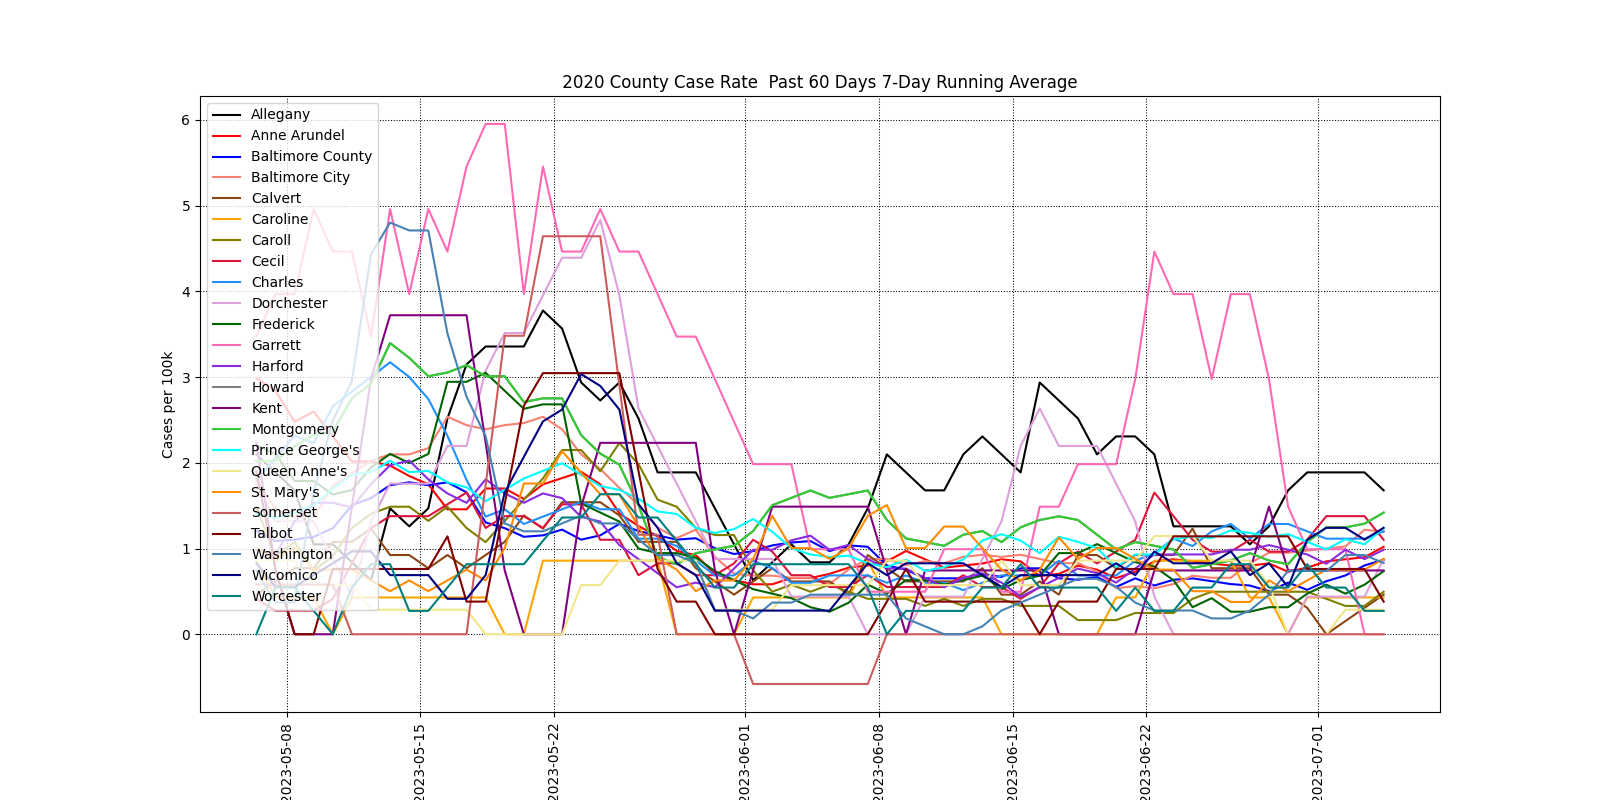 2020 County Case Rate  Past 60 Days 7-Day Running Average
Cases per 100k
6
5
4
3
2
1
0
Allegany
Anne Arundel
Baltimore County
Baltimore City
Calvert
Caroline
Caroll
Cecil
Charles
Dorchester
Frederick
Garrett
Harford
Howard
Kent
Montgomery
Prince George's
Queen Anne's
St. Mary's
Somerset
Talbot
Washington
Wicomico
Worcester
2023-05-08
2023-05-15
2023-05-22
2023-06-01
2023-06-08
2023-06-15
2023-06-22
2023-07-01